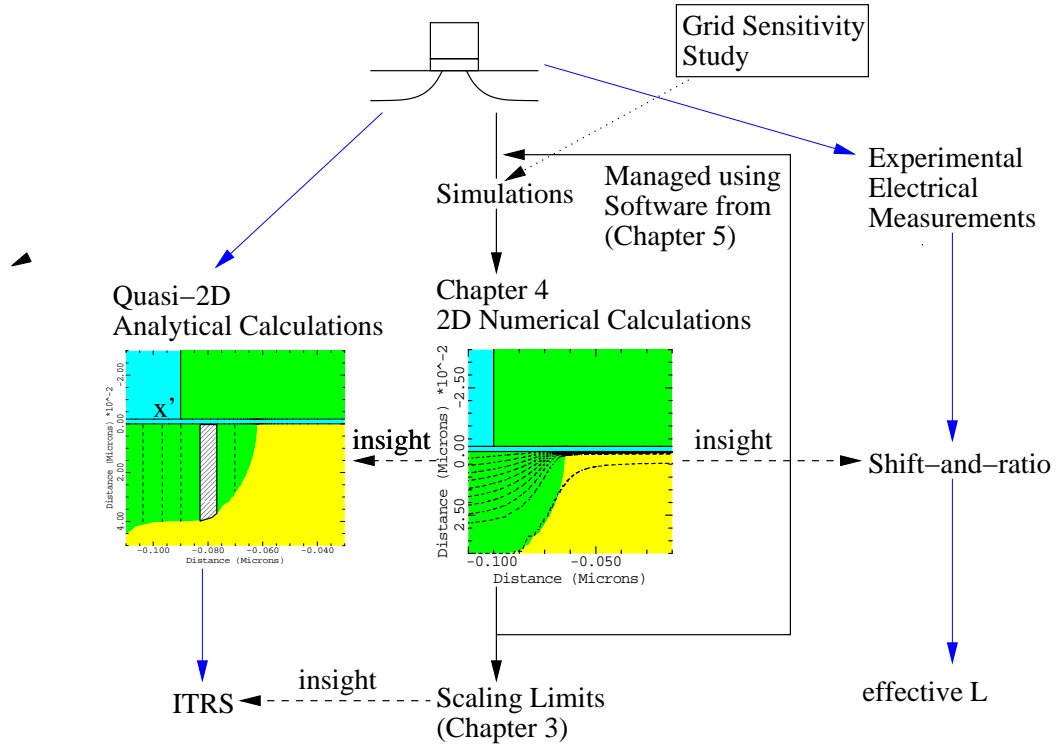 Grid Sensitivity
Study
Simulations
Managed using
Software from
(Chapter 5)
Experimental
Electrical
Measurements
Quasi−2D
Analytical Calculations
Chapter 4
2D Numerical Calculations
Distance (Microns) *10^-2
-2.00
0.00
2.00
4.00
x'
-0.100
-0.080
-0.060
-0.040
Distance (Microns)
insight
Distance (Microns) *10^-2
-2.50
0.00
2.50
-0.100
-0.050
Distance (Microns)
insight
Shift−and−ratio
ITRS
insight
Scaling Limits
(Chapter 3)
effective L